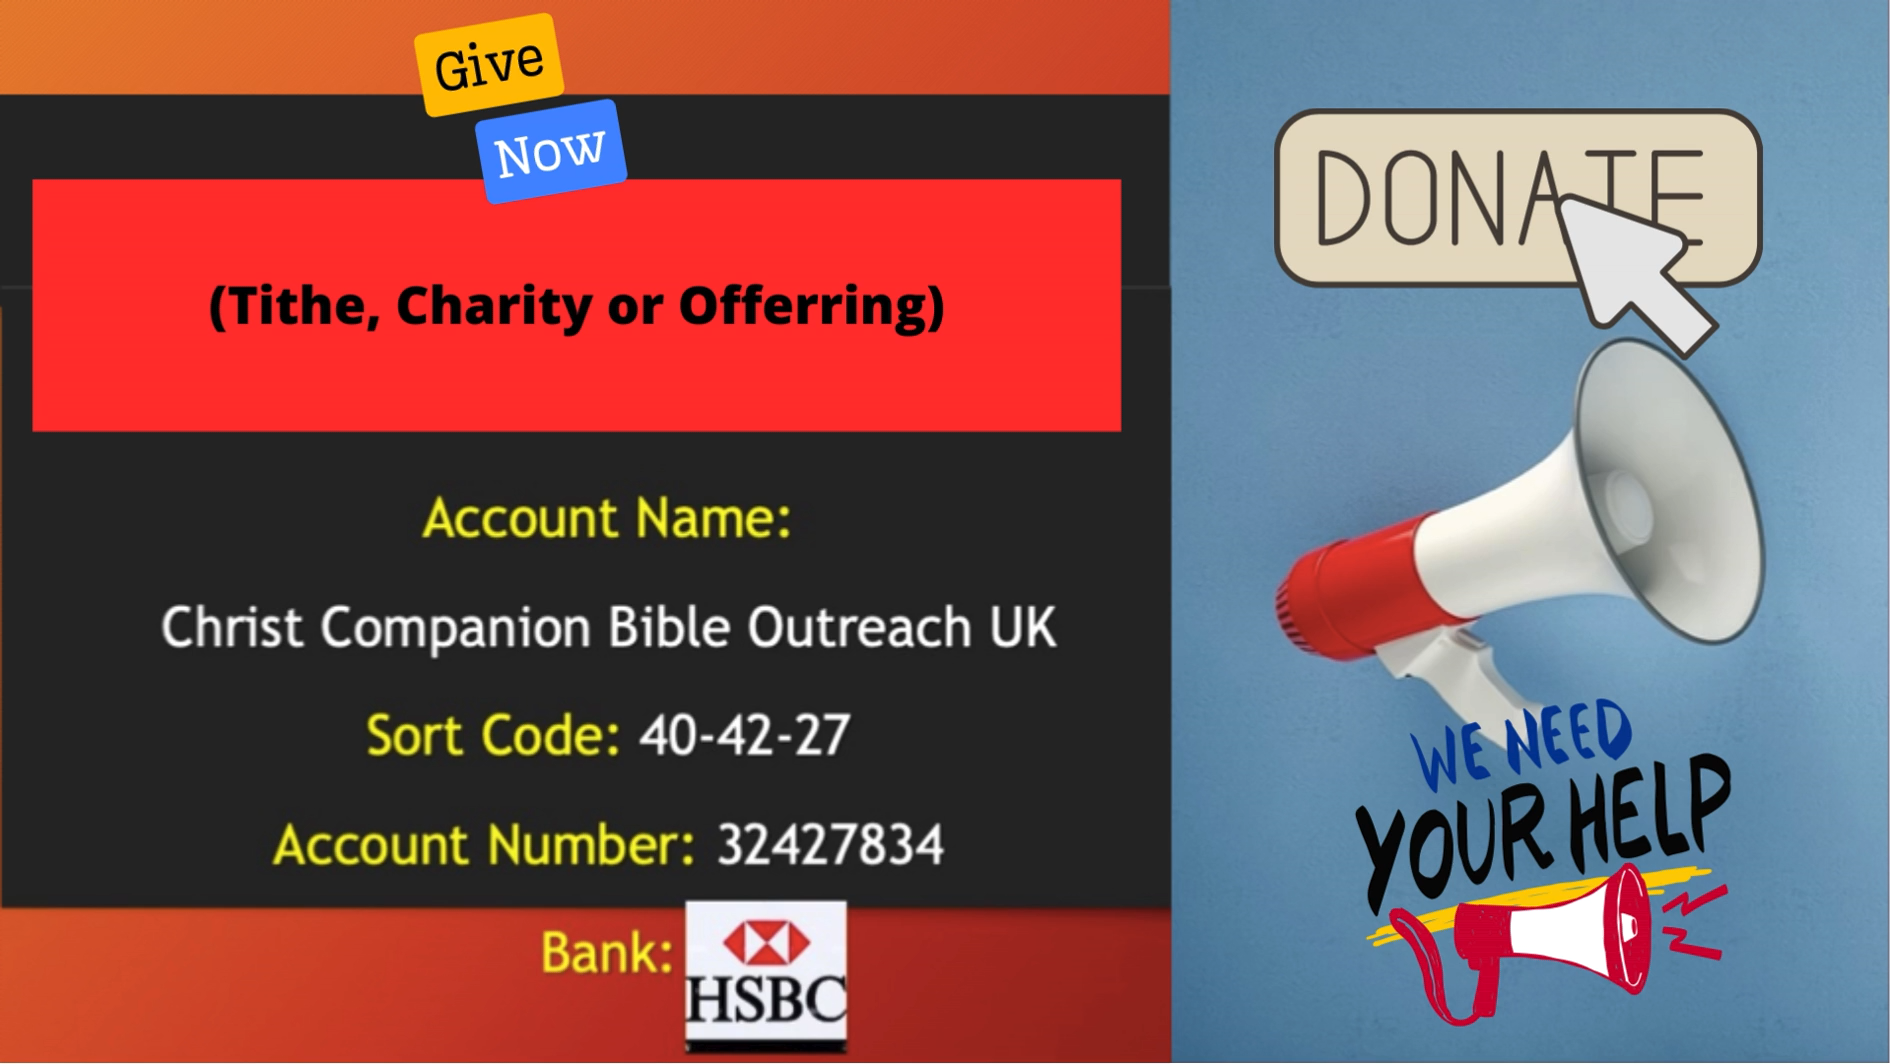 Give
Now
(Tithe, Charity or Offerring)
Account Name:
Christ Companion Bible Outreach UK
Sort Code: 40-42-27
Account Number: 32427834
Bank: HSBC
DONATE
WE NEED
YOUR HELP